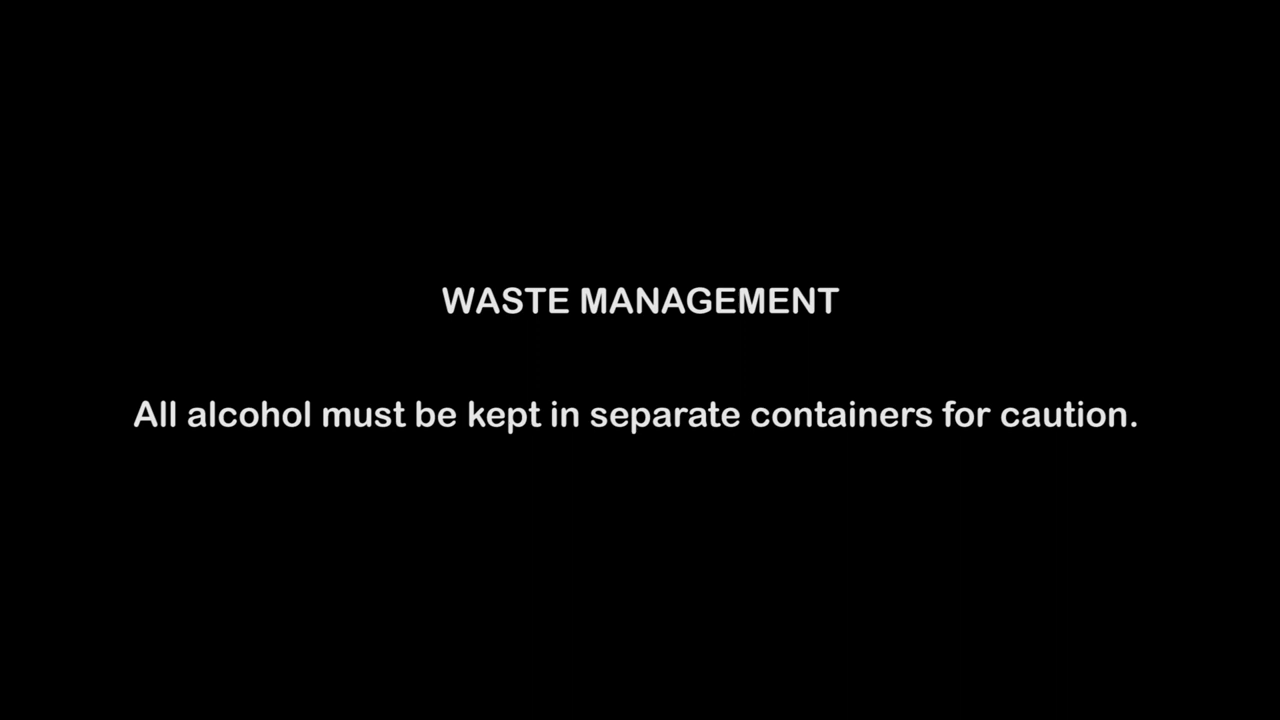 WASTE MANAGEMENT
All alcohol must be kept in separate containers for caution.